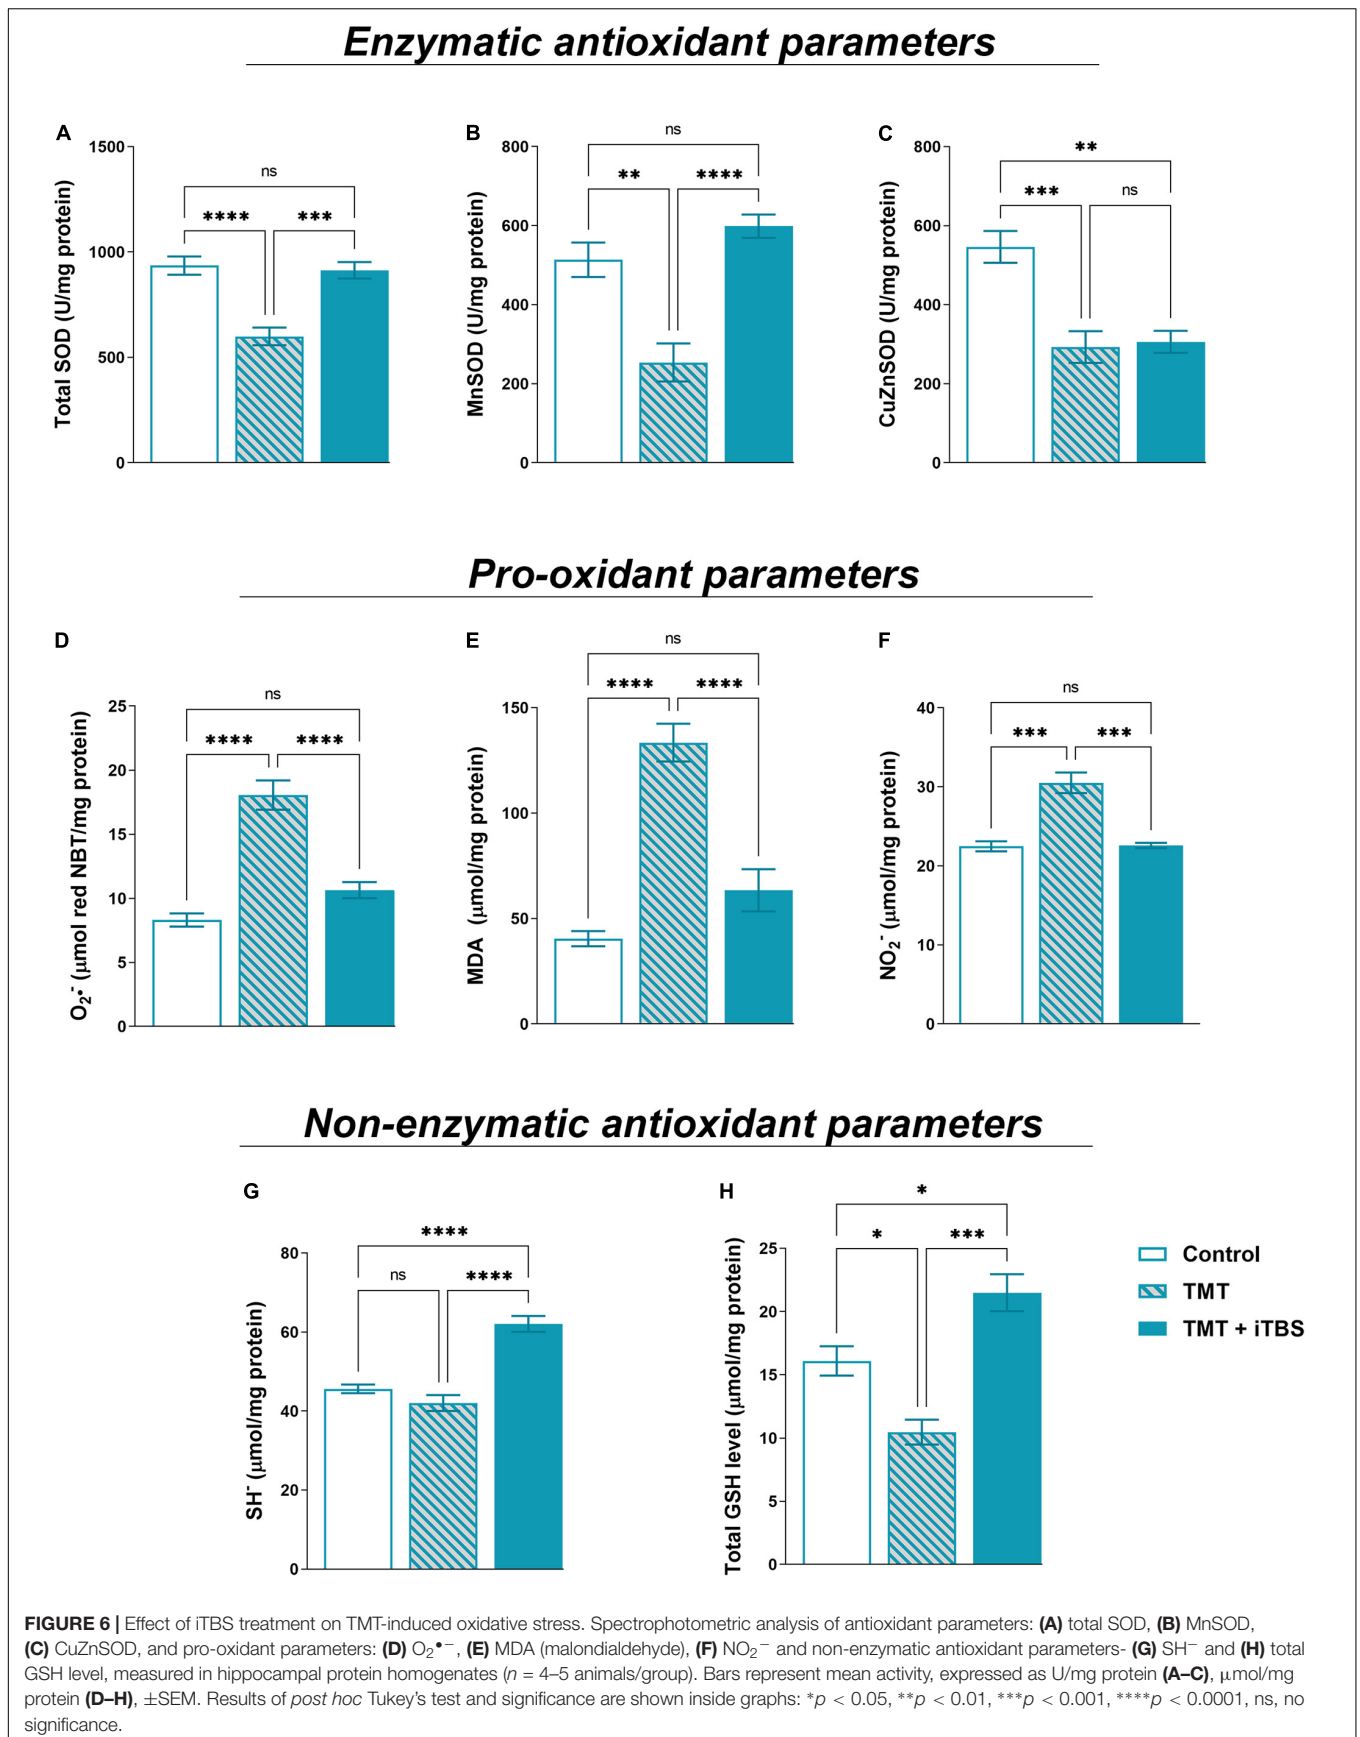 Enzymatic antioxidant parameters
A
B
C
1500
1000
500
0
Total SOD (U/mg protein)
ns
****
***
800
600
400
200
0
MnSOD (U/mg protein)
ns
**
****
800
600
400
200
0
CuZnSOD (U/mg protein)
**
***
ns
Pro-oxidant parameters
D
E
F
25
20
15
10
5
0
O₂•⁻ (μmol red NBT/mg protein)
ns
****
****
150
100
50
0
MDA (μmol/mg protein)
ns
****
****
40
30
20
10
0
NO₂⁻ (μmol/mg protein)
ns
***
***
Non-enzymatic antioxidant parameters
G
H
80
60
40
20
0
SH⁻ (μmol/mg protein)
****
ns
****
25
20
15
10
5
0
Total GSH level (μmol/mg protein)
*
*
***
Control
TMT
TMT + iTBS
FIGURE 6 | Effect of iTBS treatment on TMT-induced oxidative stress. Spectrophotometric analysis of antioxidant parameters: (A) total SOD, (B) MnSOD,
(C) CuZnSOD, and pro-oxidant parameters: (D) O₂•⁻, (E) MDA (malondialdehyde), (F) NO₂⁻ and non-enzymatic antioxidant parameters- (G) SH⁻ and (H) total
GSH level, measured in hippocampal protein homogenates (n = 4–5 animals/group). Bars represent mean activity, expressed as U/mg protein (A–C), μmol/mg
protein (D–H), ±SEM. Results of post hoc Tukey's test and significance are shown inside graphs: *p < 0.05, **p < 0.01, ***p < 0.001, ****p < 0.0001, ns, no
significance.